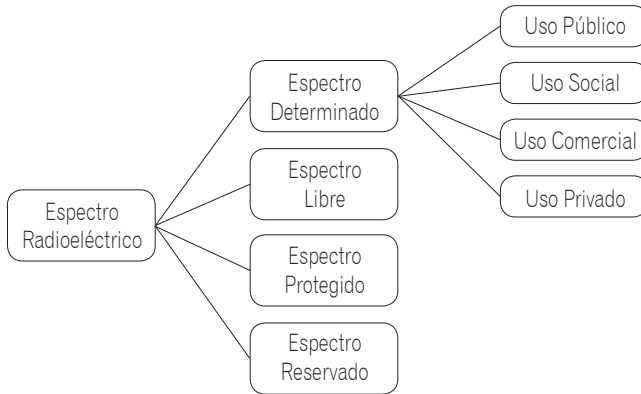 Espectro
Radioeléctrico
Espectro
Determinado
Espectro
Libre
Espectro
Protegido
Espectro
Reservado
Uso Público
Uso Social
Uso Comercial
Uso Privado